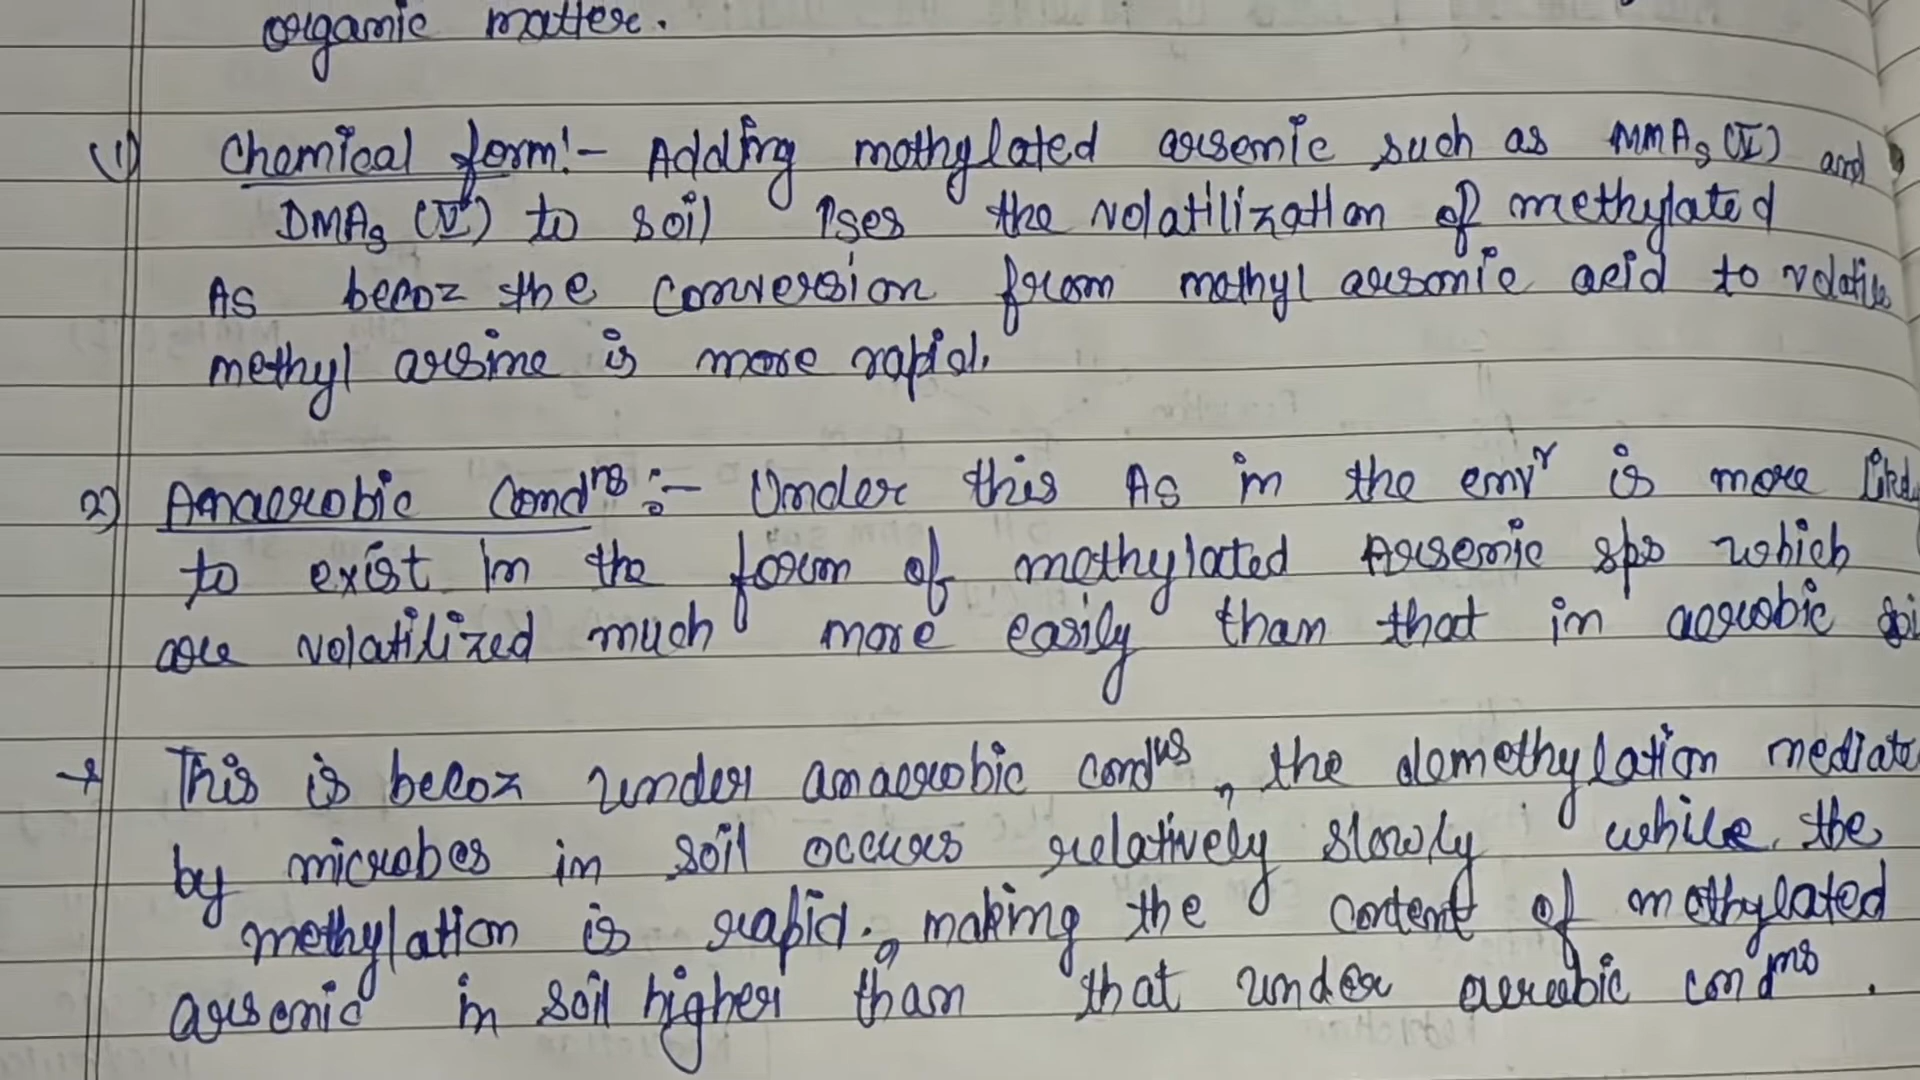 organic matter.
(1) Chemical form:- Adding methylated arsenic such as MMAs (V) and
DMAs (V) to soil ↑ses the volatilization of methylated
As becoz the conversion from methyl arsonic acid to volatile
methyl arsine is more rapid.
2) Anaerobic Condns :- Under this As in the envr is more likely
to exist in the form of methylated Arsenic sps which
are volatilized much more easily than that in aerobic soi
→ This is becoz under anaerobic condns, the demethylation mediate
by microbes in soil occurs relatively slowly while the
methylation is rapid, making the content of methylated
arsenic in soil higher than that under aerobic condns.